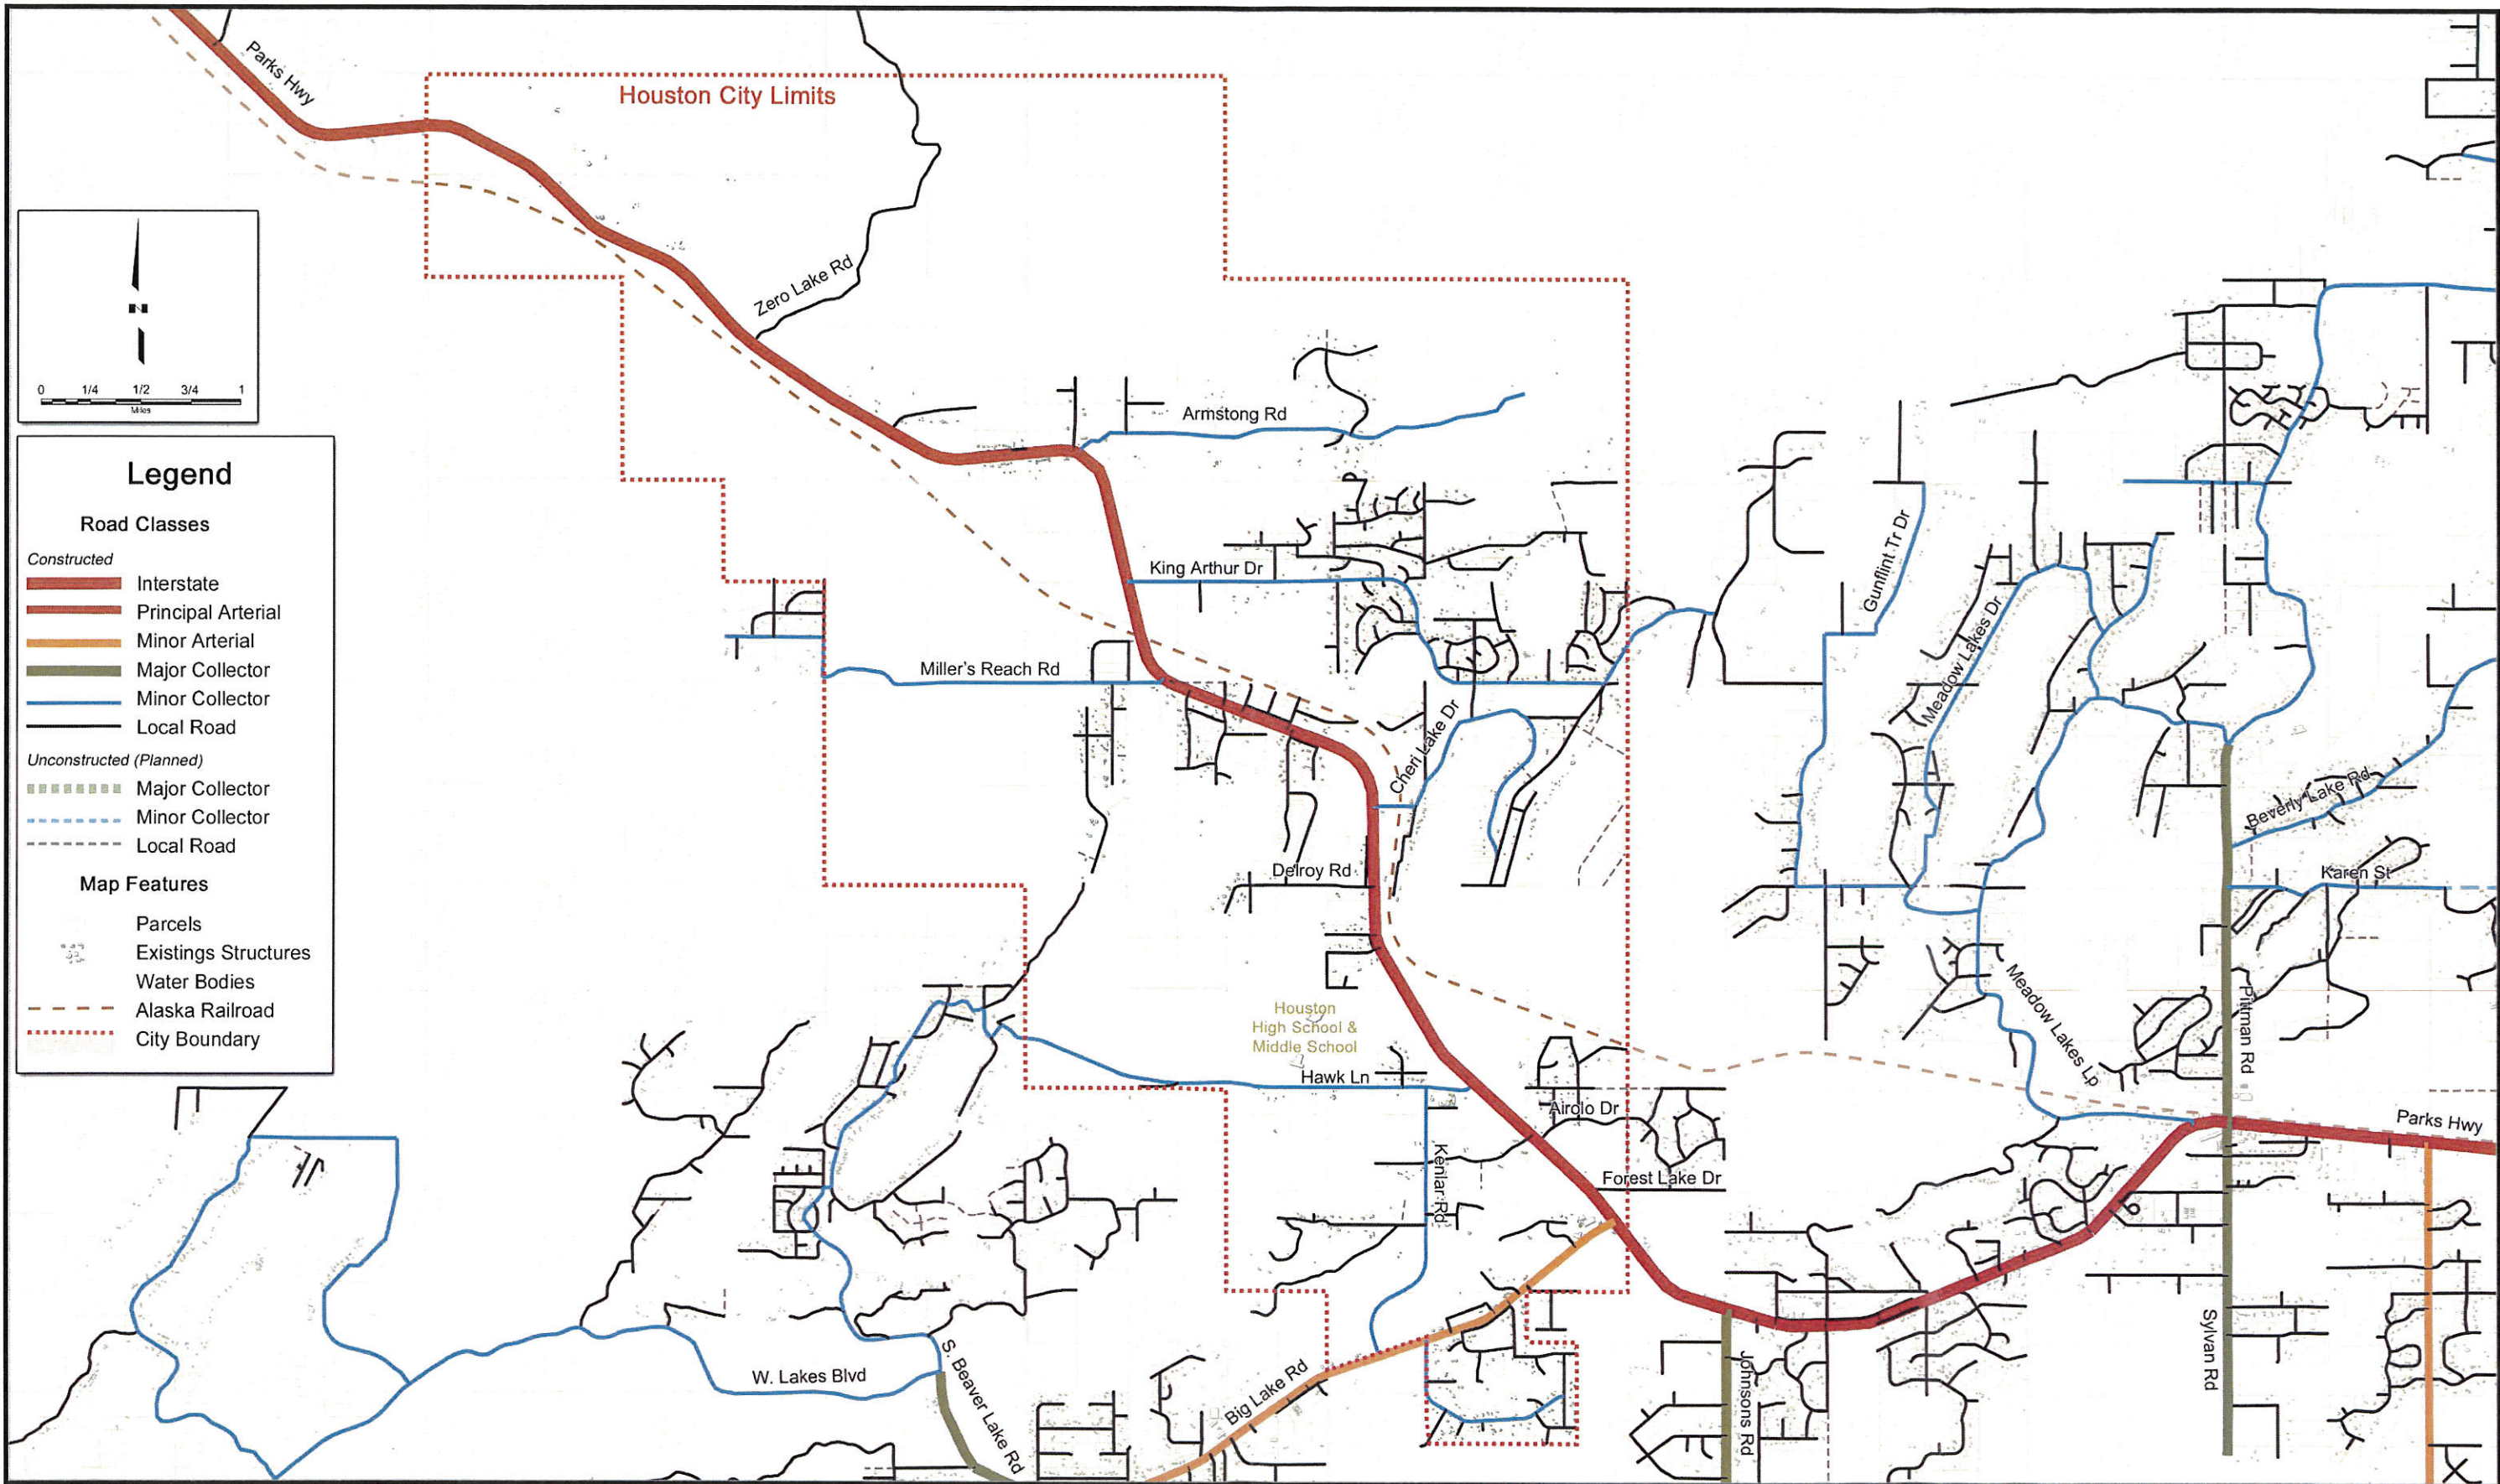 Parks Hwy
Houston City Limits
Zero Lake Rd
N
0 1/4 1/2 3/4 1
Miles
Armstong Rd
Legend
Road Classes
Constructed
Interstate
Principal Arterial
Minor Arterial
Major Collector
Minor Collector
Local Road
Unconstructed (Planned)
Major Collector
Minor Collector
Local Road
Map Features
Parcels
Existings Structures
Water Bodies
Alaska Railroad
City Boundary
King Arthur Dr
Gunflint Tr Dr
Miller's Reach Rd
Meadow Lakes Dr
Cheri Lake Dr
Beverly Lake Rd
Delroy Rd
Karen St
Houston
High School &
Middle School
Meadow Lakes Lp
Pittman Rd
Hawk Ln
Airolo Dr
Parks Hwy
Kenlar Rd
Forest Lake Dr
W. Lakes Blvd
S. Beaver Lake Rd
Big Lake Rd
Johnsons Rd
Sylvan Rd